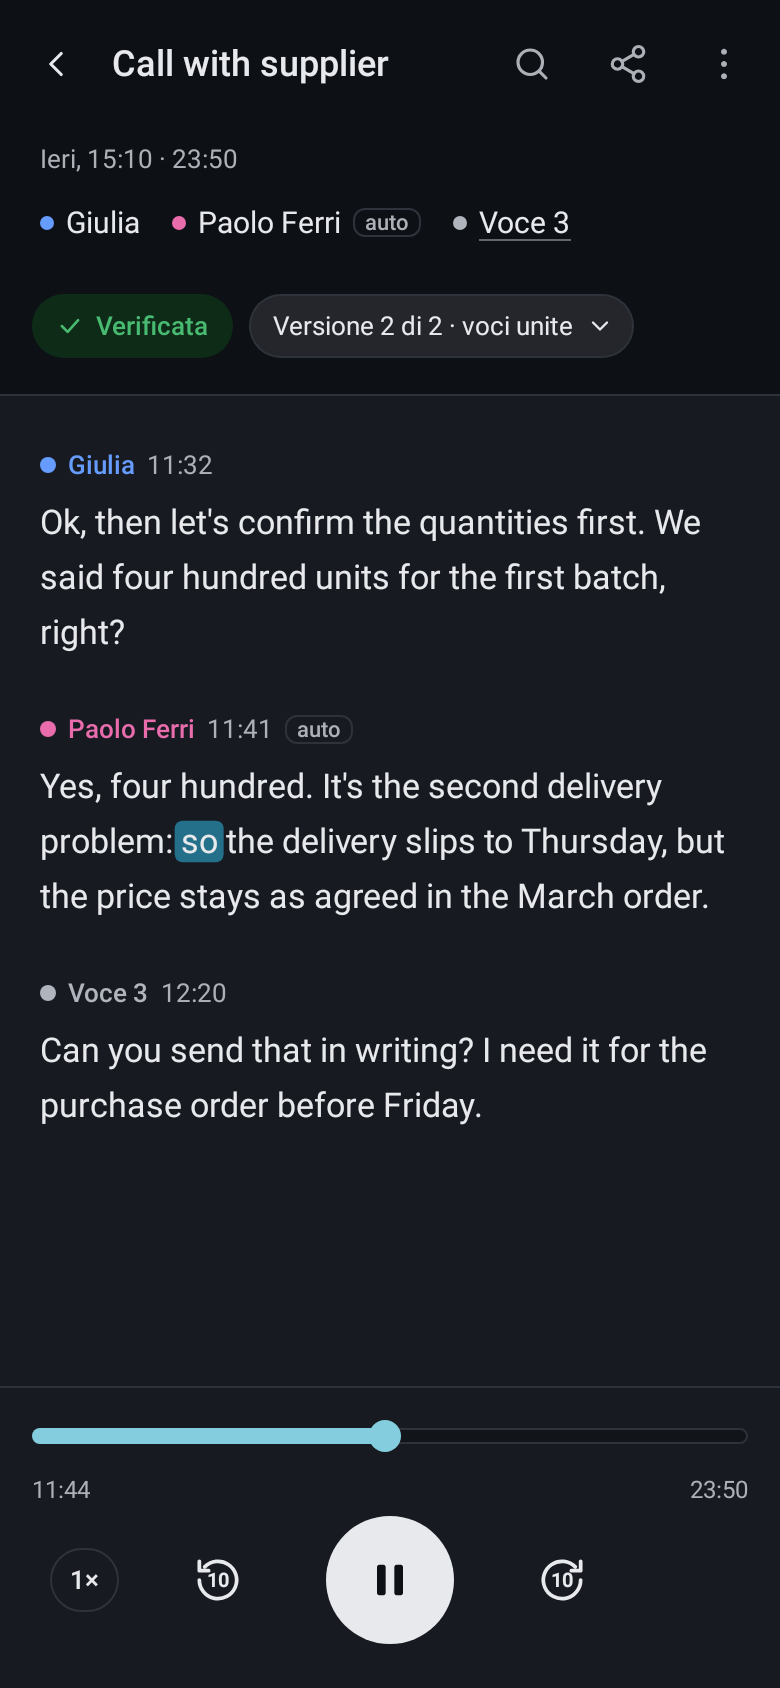 Call with supplier
Ieri, 15:10 · 23:50
Giulia Paolo Ferri auto Voce 3
Verificata Versione 2 di 2 · voci unite
Giulia 11:32
Ok, then let's confirm the quantities first. We
said four hundred units for the first batch,
right?
Paolo Ferri 11:41 auto
Yes, four hundred. It's the second delivery
problem: so the delivery slips to Thursday, but
the price stays as agreed in the March order.
Voce 3 12:20
Can you send that in writing? I need it for the
purchase order before Friday.
11:44 23:50
1× 10 10